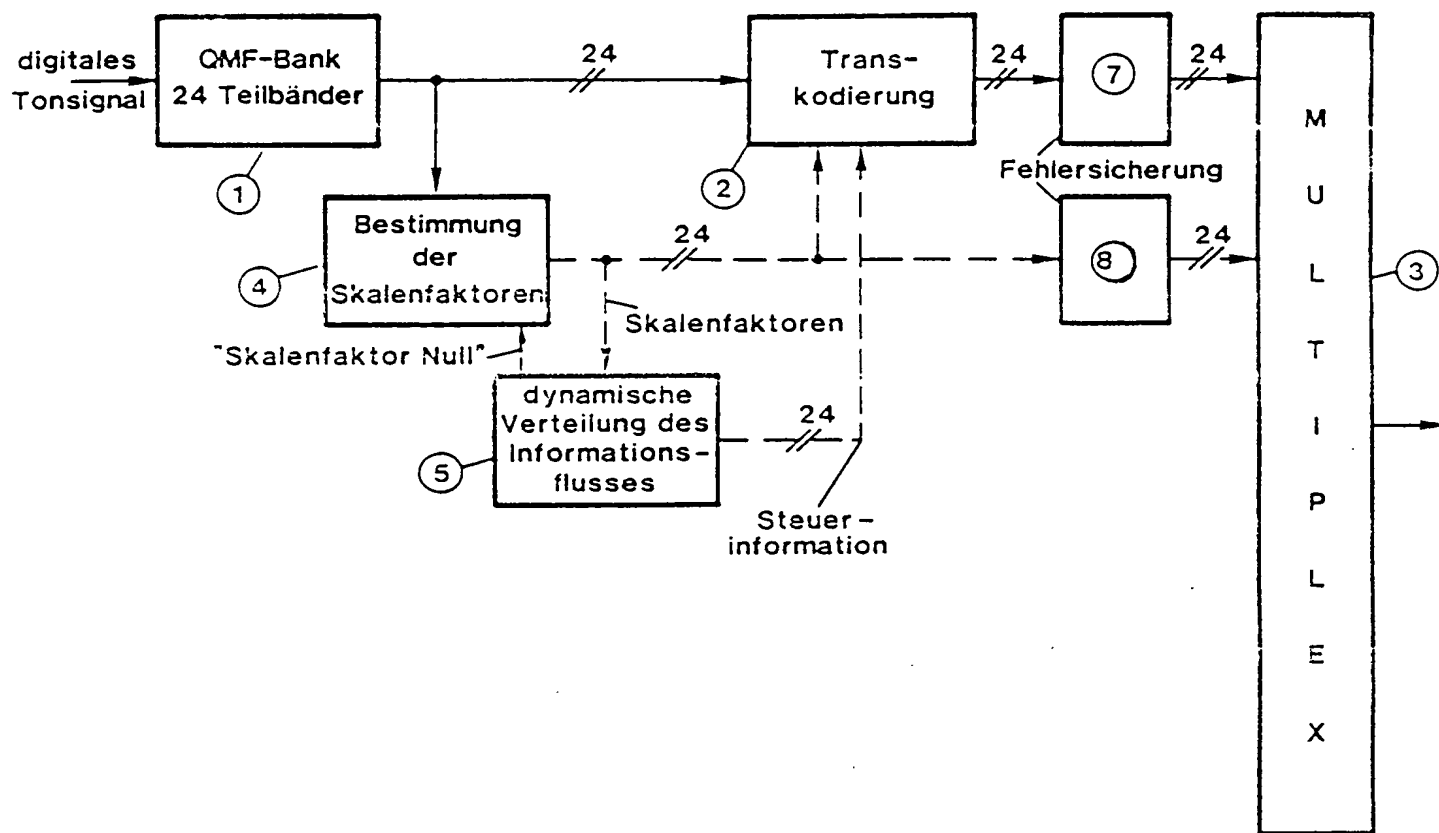 digitales
Tonsignal
QMF-Bank
24 Teilbänder
1
24
Trans-
kodierung
2
24
7
24
Fehlersicherung
Bestimmung
der
Skalenfaktoren
4
24
8
24
"Skalenfaktor Null"
Skalenfaktoren
dynamische
Verteilung des
Informations-
flusses
5
24
Steuer-
information
MULTIPLEX
3